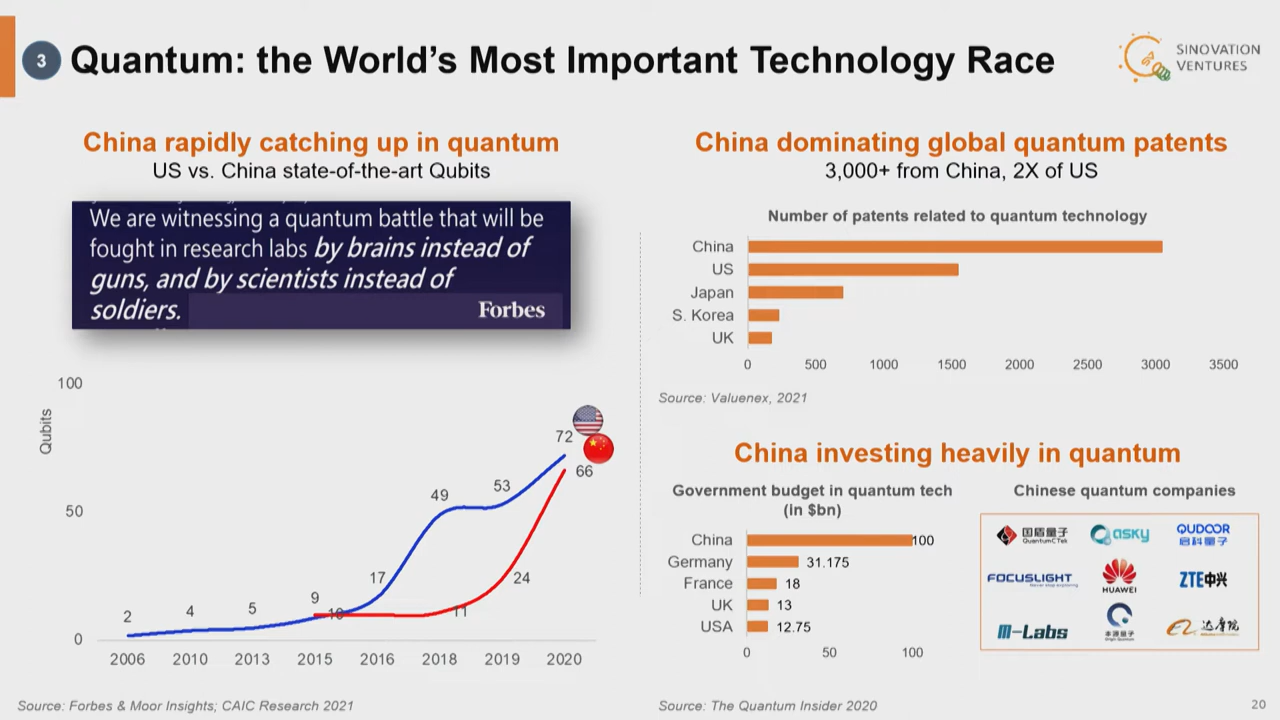 3
Quantum: the World's Most Important Technology Race
SINOVATION
VENTURES
China rapidly catching up in quantum
US vs. China state-of-the-art Qubits
We are witnessing a quantum battle that will be
fought in research labs by brains instead of
guns, and by scientists instead of
soldiers.
Forbes
Qubits
100
50
0
2
4
5
9
10
17
49
11
53
24
72
66
2006 2010 2013 2015 2016 2018 2019 2020
Source: Forbes & Moor Insights; CAIC Research 2021
China dominating global quantum patents
3,000+ from China, 2X of US
Number of patents related to quantum technology
China
US
Japan
S. Korea
UK
0 500 1000 1500 2000 2500 3000 3500
Source: Valuenex, 2021
China investing heavily in quantum
Government budget in quantum tech
(in $bn)
China 100
Germany 31.175
France 18
UK 13
USA 12.75
0 50 100
Source: The Quantum Insider 2020
Chinese quantum companies
国盾量子
QuantumCTek
Qasky
QUDOOR
启科量子
FOCUSLIGHT
HUAWEI
ZTE中兴
M-Labs
本源量子
Origin Quantum
达摩院
20